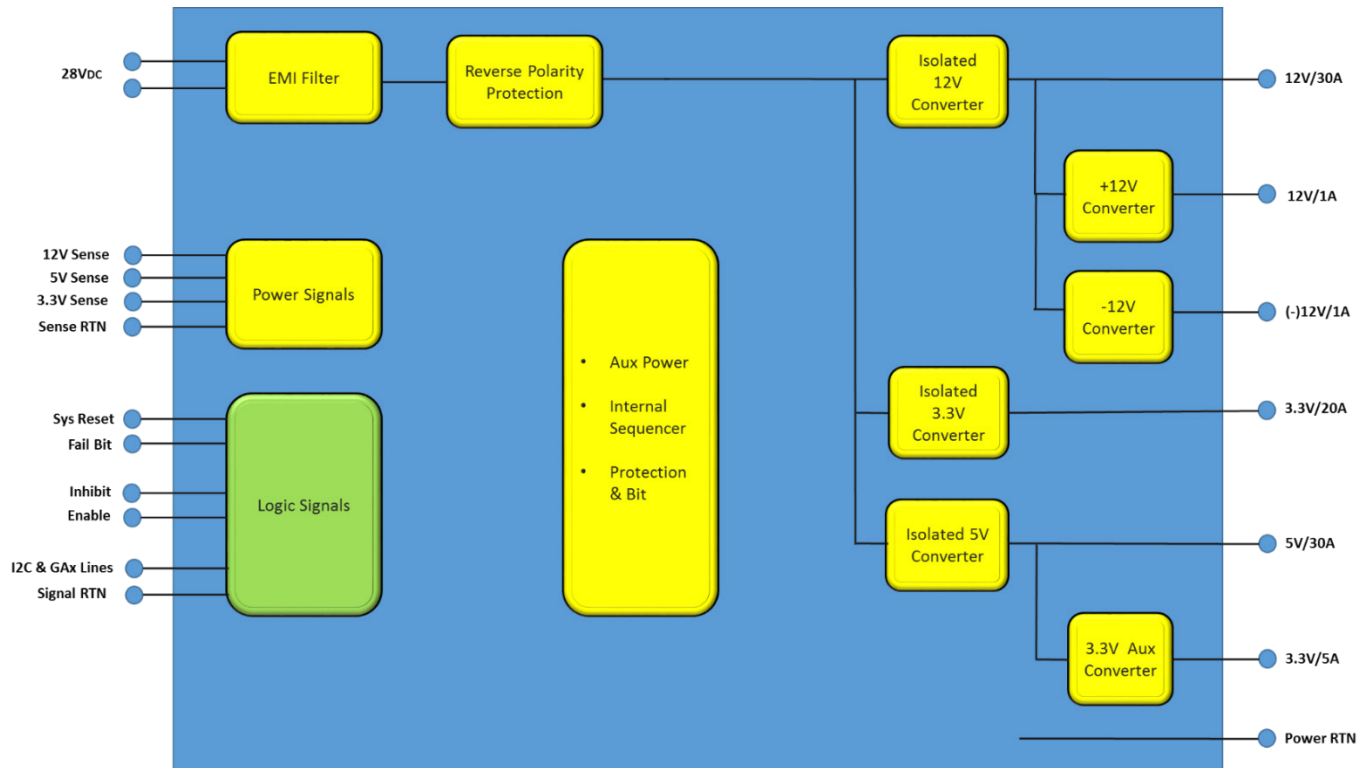 28VDC
EMI Filter
Reverse Polarity
Protection
Isolated
12V
Converter
12V/30A
+12V
Converter
12V/1A
-12V
Converter
(-)12V/1A
12V Sense
5V Sense
3.3V Sense
Sense RTN
Power Signals
• Aux Power
• Internal
Sequencer
• Protection
& Bit
Isolated
3.3V
Converter
3.3V/20A
Sys Reset
Fail Bit
Inhibit
Enable
I2C & GAx Lines
Signal RTN
Logic Signals
Isolated 5V
Converter
5V/30A
3.3V Aux
Converter
3.3V/5A
Power RTN